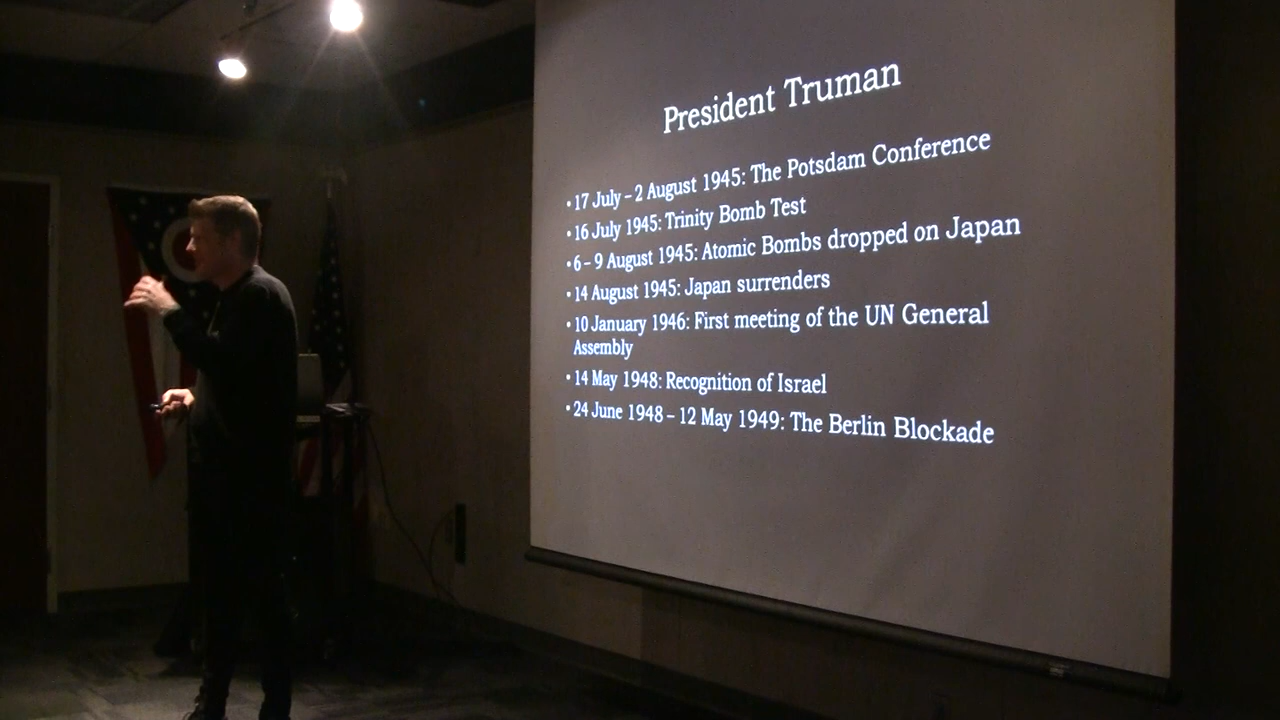 President Truman
• 17 July – 2 August 1945: The Potsdam Conference
• 16 July 1945: Trinity Bomb Test
• 6 – 9 August 1945: Atomic Bombs dropped on Japan
• 14 August 1945: Japan surrenders
• 10 January 1946: First meeting of the UN General
Assembly
• 14 May 1948: Recognition of Israel
• 24 June 1948 – 12 May 1949: The Berlin Blockade